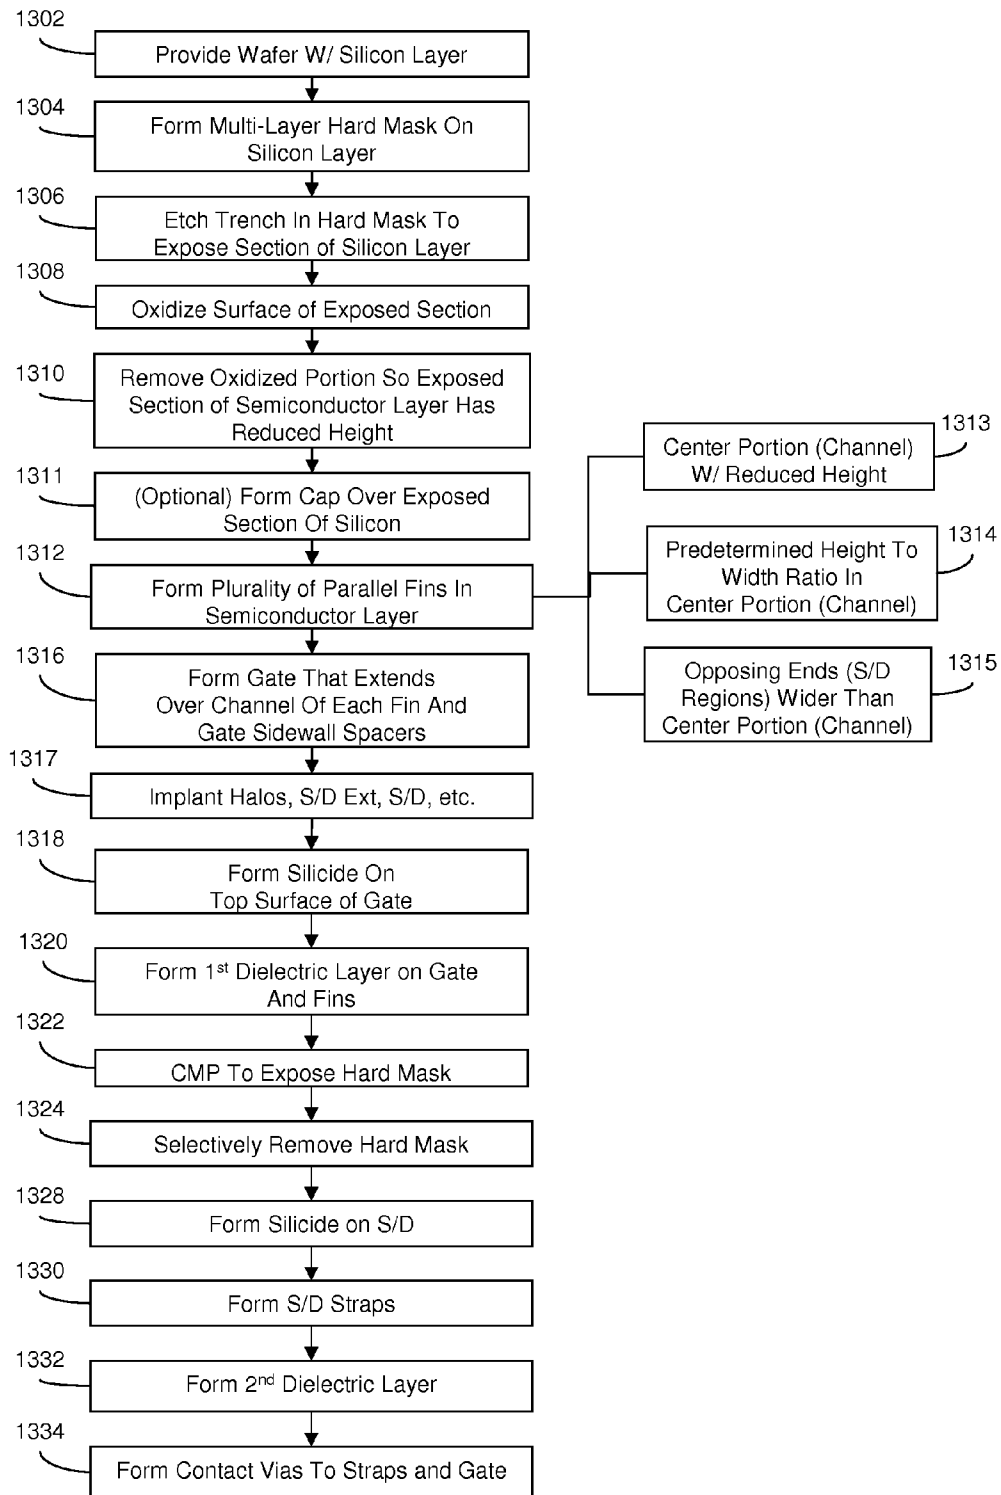 1302
Provide Wafer W/ Silicon Layer
1304
Form Multi-Layer Hard Mask On
Silicon Layer
1306
Etch Trench In Hard Mask To
Expose Section of Silicon Layer
1308
Oxidize Surface of Exposed Section
1310
Remove Oxidized Portion So Exposed
Section of Semiconductor Layer Has
Reduced Height
1311
(Optional) Form Cap Over Exposed
Section Of Silicon
1312
Form Plurality of Parallel Fins In
Semiconductor Layer
1313
Center Portion (Channel)
W/ Reduced Height
1314
Predetermined Height To
Width Ratio In
Center Portion (Channel)
1315
Opposing Ends (S/D
Regions) Wider Than
Center Portion (Channel)
1316
Form Gate That Extends
Over Channel Of Each Fin And
Gate Sidewall Spacers
1317
Implant Halos, S/D Ext, S/D, etc.
1318
Form Silicide On
Top Surface of Gate
1320
Form 1st Dielectric Layer on Gate
And Fins
1322
CMP To Expose Hard Mask
1324
Selectively Remove Hard Mask
1328
Form Silicide on S/D
1330
Form S/D Straps
1332
Form 2nd Dielectric Layer
1334
Form Contact Vias To Straps and Gate